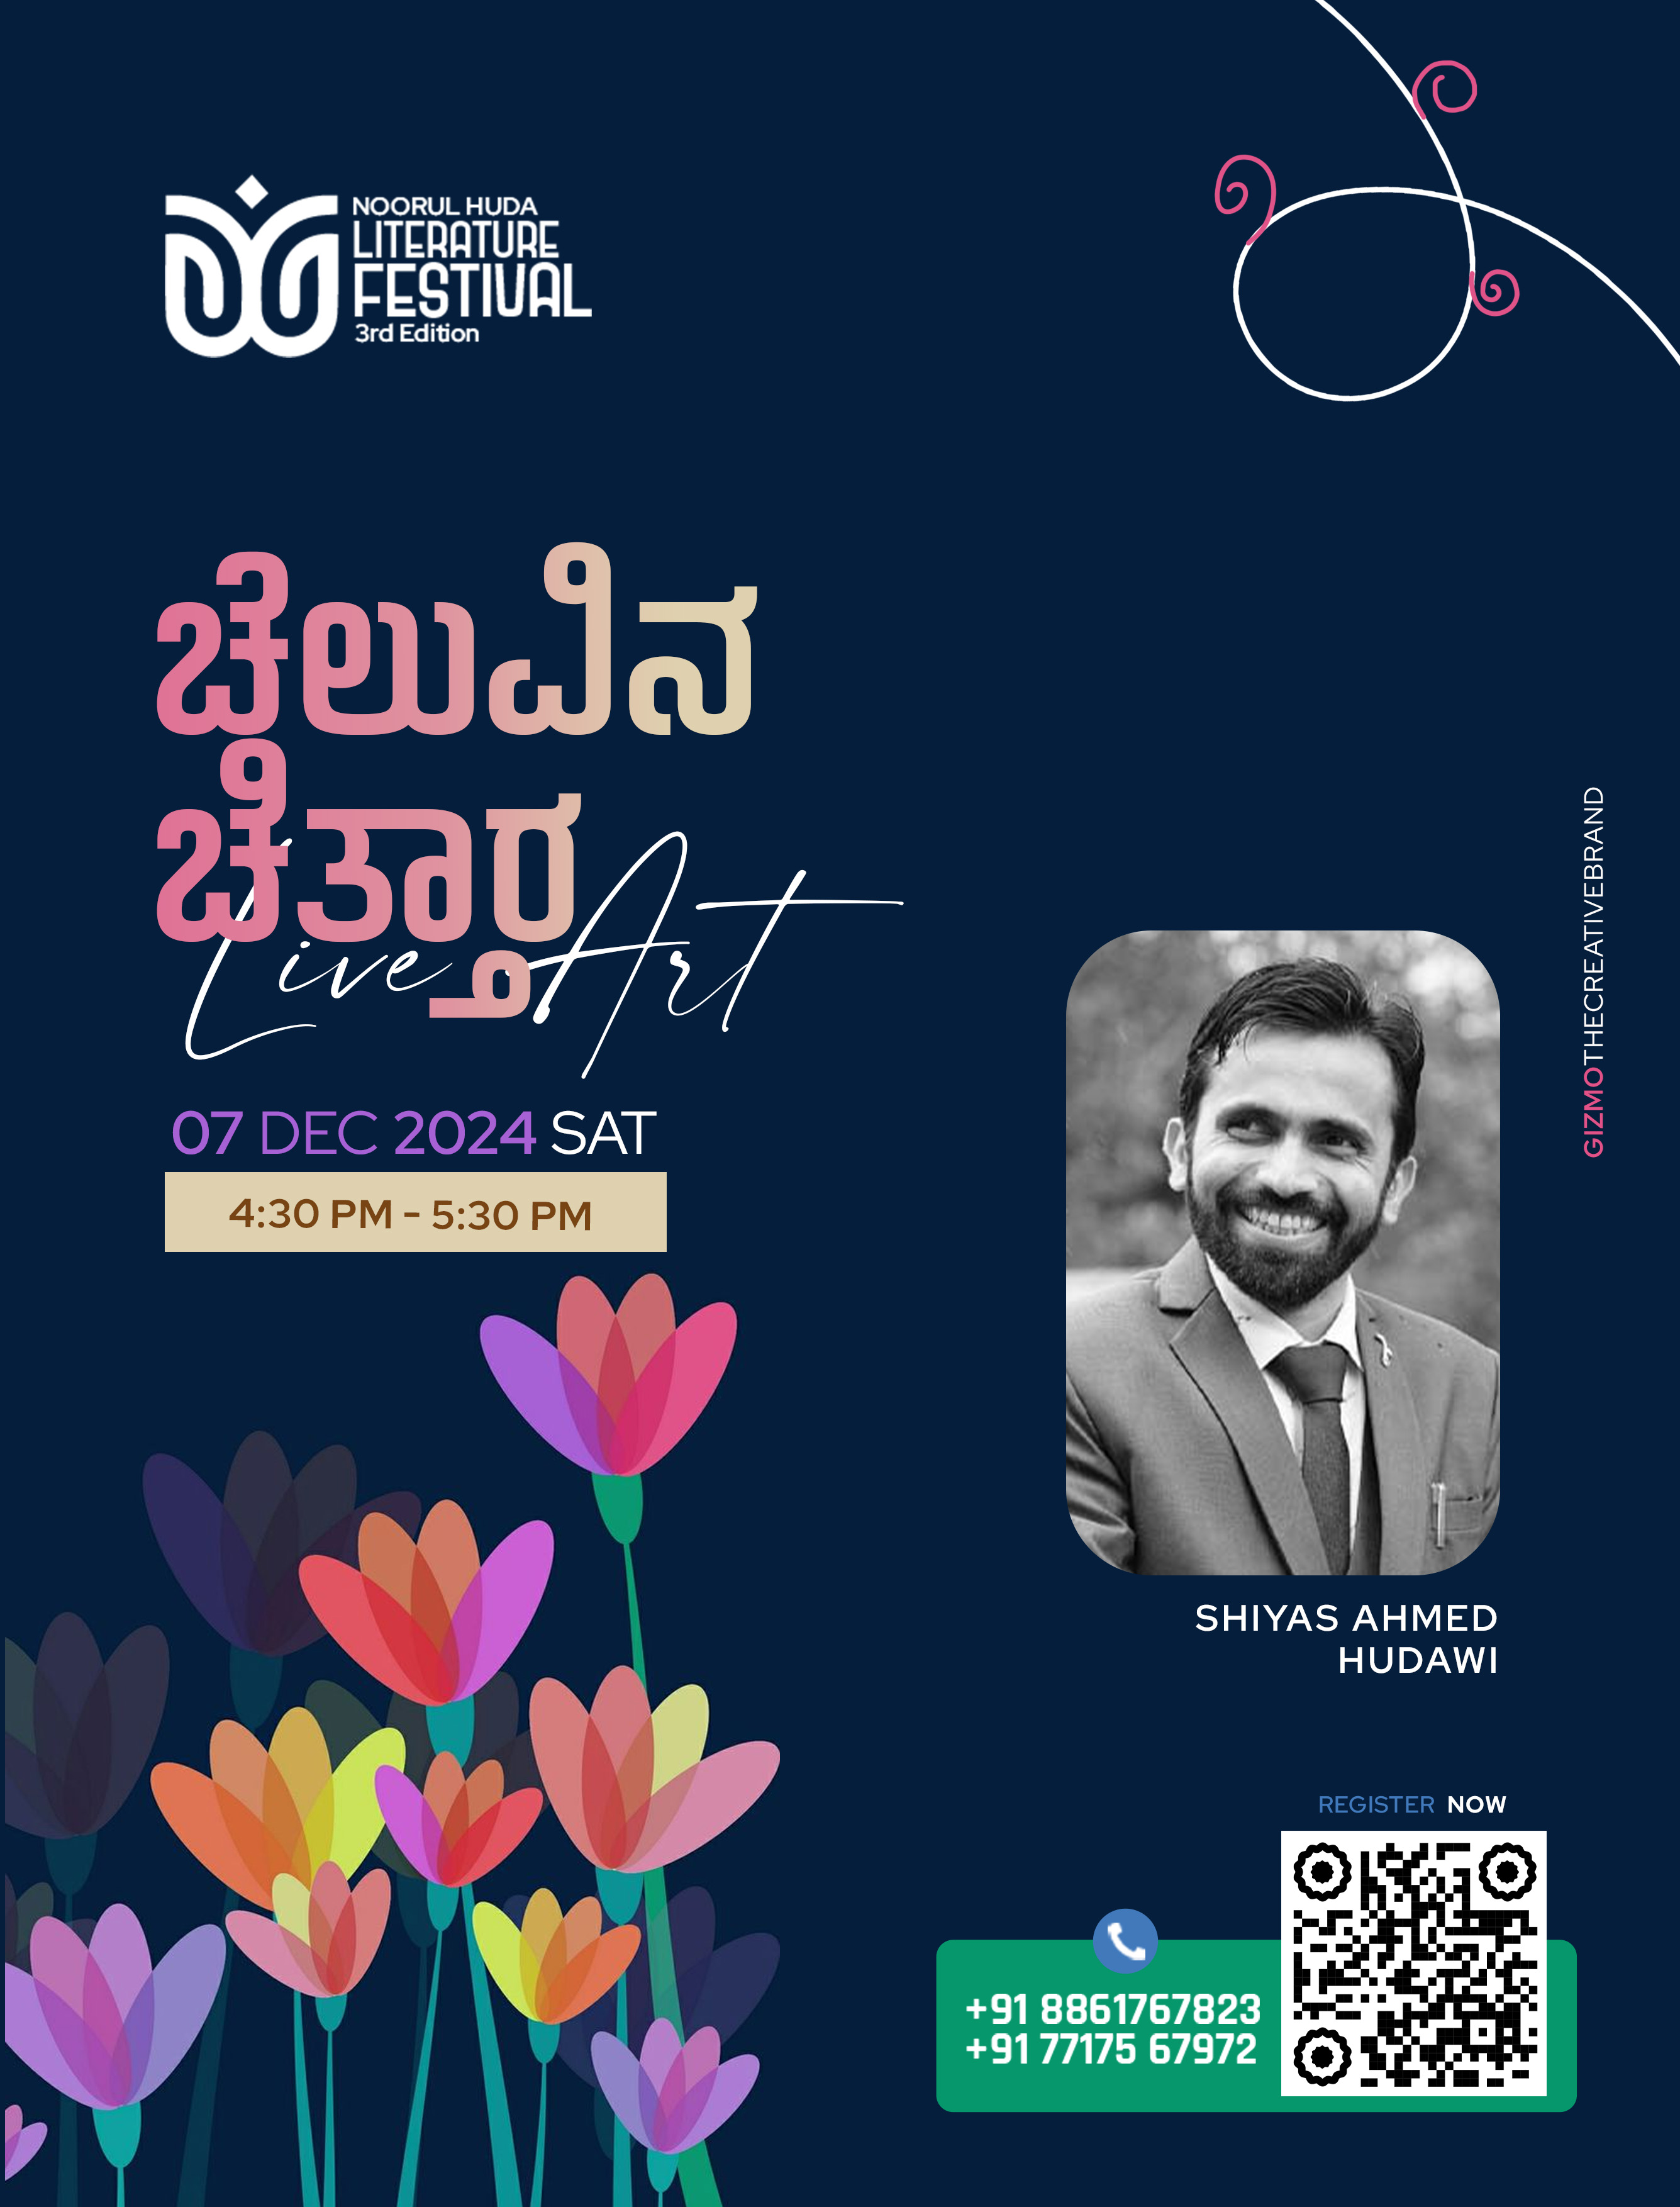 NOORUL HUDA
LITERATURE
FESTIVAL
3rd Edition
ಚೆಲುವಿನ
ಚಿತ್ತಾರ
Live Art
07 DEC 2024 SAT
4:30 PM - 5:30 PM
GIZMOTHECREATIVEBRAND
SHIYAS AHMED
HUDAWI
REGISTER NOW
+91 8861767823
+91 77175 67972